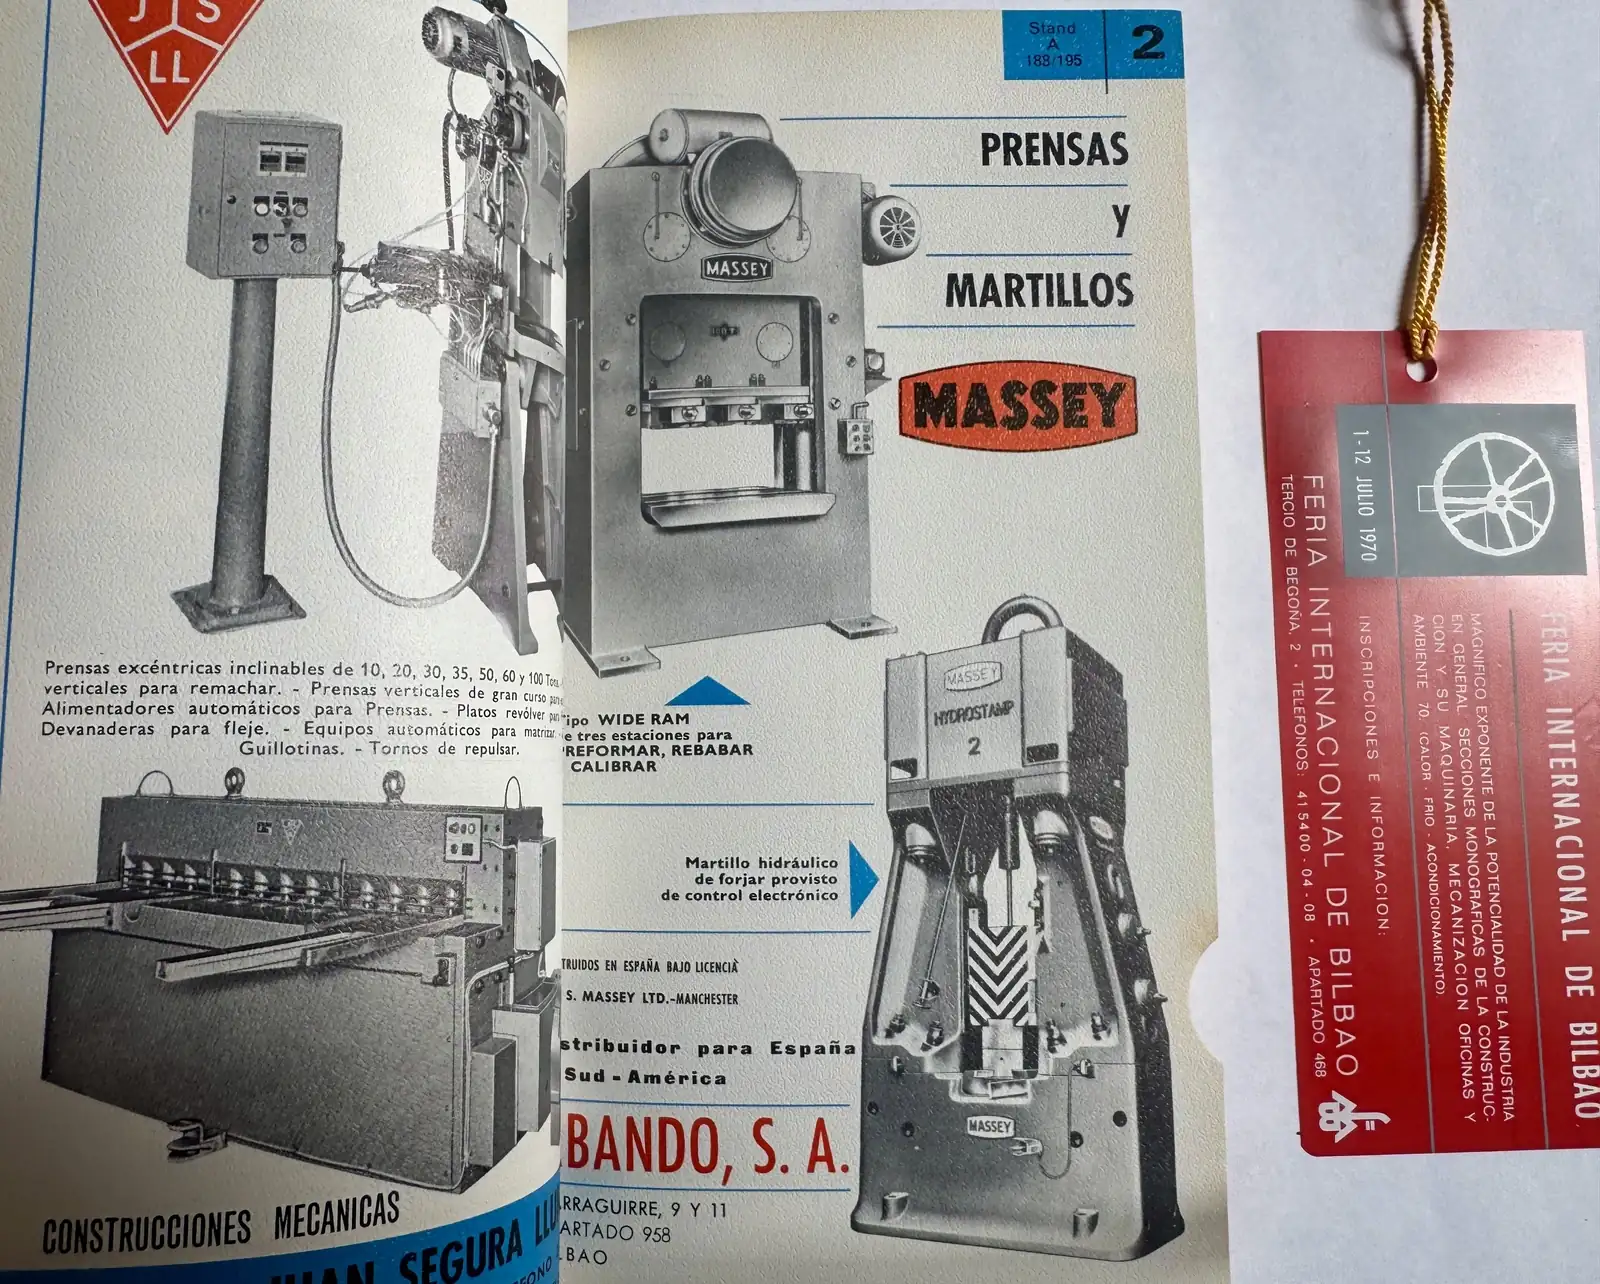 J S
LL
Prensas excéntricas inclinables de 10, 20, 30, 35, 50, 60 y 100 Tons.
verticales para remachar. - Prensas verticales de gran curso
Alimentadores automáticos para Prensas. - Platos revólver
Devanaderas para fleje. - Equipos automáticos para
Guillotinas. - Tornos de repulsar.
CONSTRUCCIONES MECANICAS
JUAN SEGURA
Stand
A
188/195
2
PRENSAS
y
MARTILLOS
MASSEY
MASSEY
ipo WIDE RAM
e tres estaciones para
PREFORMAR, REBABAR
CALIBRAR
Martillo hidráulico
de forjar provisto
de control electrónico
MASSEY
HYDROSTAMP
2
MASSEY
TRUIDOS EN ESPAÑA BAJO LICENCIA
S. MASSEY LTD.-MANCHESTER
stribuidor para España
Sud-América
BANDO, S. A.
RRAGUIRRE, 9 Y 11
ARTADO 958
LBAO
FERIA INTERNACIONAL DE BILBAO
MAGNIFICO EXPONENTE DE LA POTENCIALIDAD DE LA INDUSTRIA
EN GENERAL. SECCIONES MONOGRAFICAS DE LA CONSTRUC-
CION Y SU MAQUINARIA, MECANIZACION OFICINAS Y
AMBIENTE 70. (CALOR - FRIO - ACONDICIONAMIENTO).
1-12 JULIO 1970
INSCRIPCIONES E INFORMACION:
FERIA INTERNACIONAL DE BILBAO
TERCIO DE BEGOÑA, 2 · TELEFONOS: 415400-04-08 · APARTADO 468